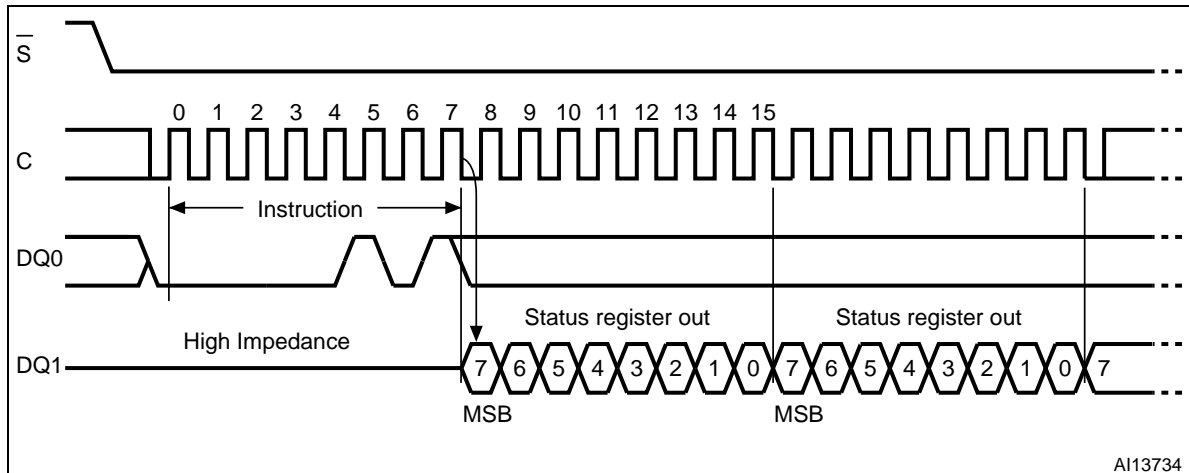 S
0 1 2 3 4 5 6 7 8 9 10 11 12 13 14 15
C
Instruction
DQ0
Status register out Status register out
High Impedance
DQ1 7 6 5 4 3 2 1 0 7 6 5 4 3 2 1 0 7
MSB MSB
AI13734